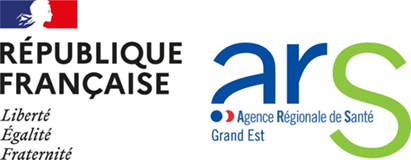 RÉPUBLIQUE
FRANÇAISE
Liberté
Égalité
Fraternité
ars
Agence Régionale de Santé
Grand Est